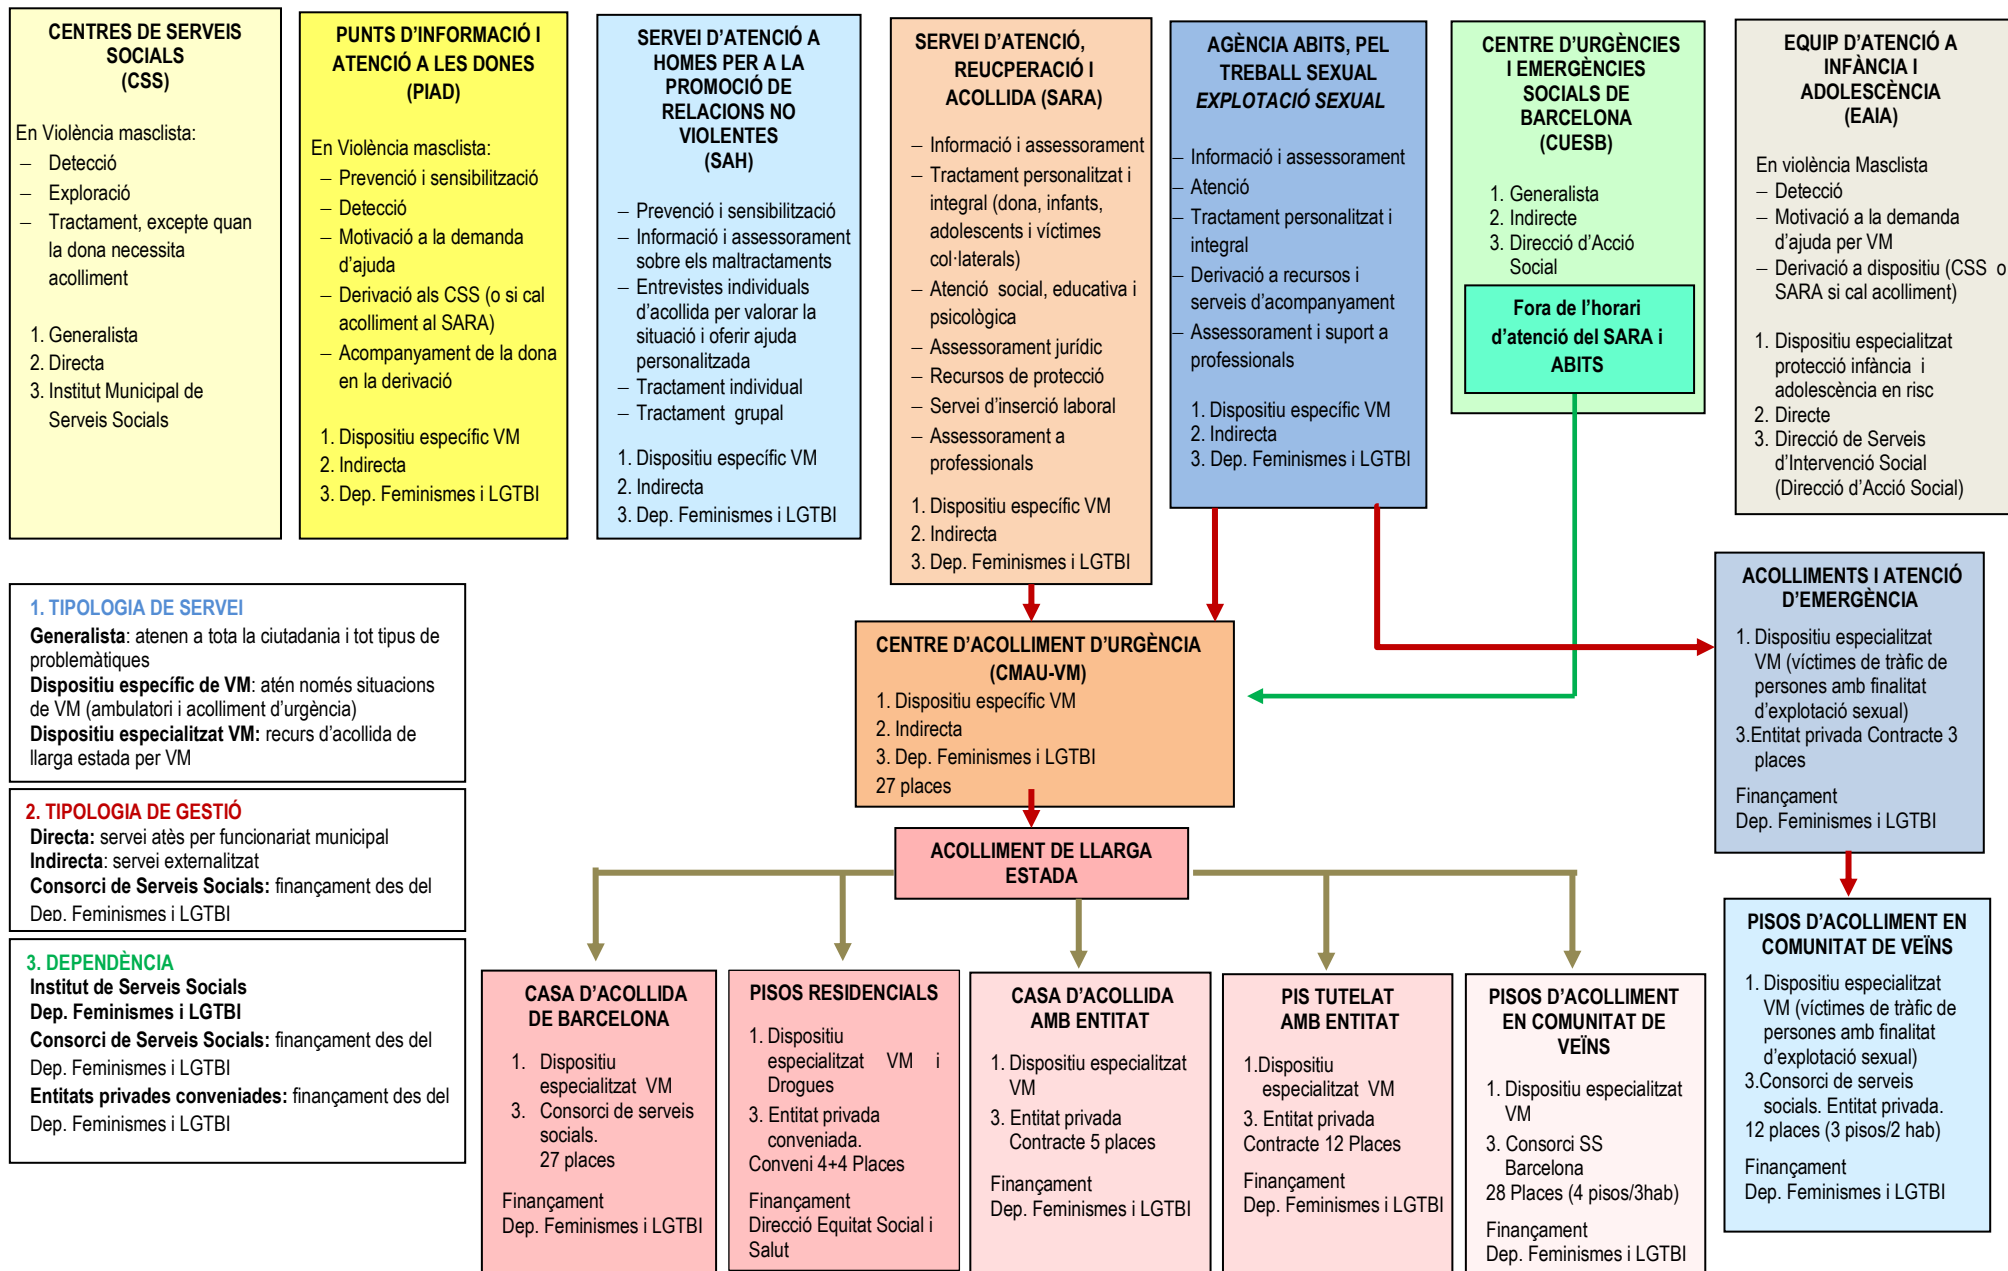 CENTRES DE SERVEIS
SOCIALS
(CSS)
En Violència masclista:
– Detecció
– Exploració
– Tractament, excepte quan
la dona necessita
acolliment
1. Generalista
2. Directa
3. Institut Municipal de
Serveis Socials
PUNTS D'INFORMACIÓ I
ATENCIÓ A LES DONES
(PIAD)
En Violència masclista:
– Prevenció i sensibilització
– Detecció
– Motivació a la demanda
d'ajuda
– Derivació als CSS (o si cal
acolliment al SARA)
– Acompanyament de la dona
en la derivació
1. Dispositiu específic VM
2. Indirecta
3. Dep. Feminismes i LGTBI
SERVEI D'ATENCIÓ A
HOMES PER A LA
PROMOCIÓ DE
RELACIONS NO
VIOLENTES
(SAH)
– Prevenció i sensibilització
– Informació i assessorament
sobre els maltractaments
– Entrevistes individuals
d'acollida per valorar la
situació i oferir ajuda
personalitzada
– Tractament individual
– Tractament grupal
1. Dispositiu específic VM
2. Indirecta
3. Dep. Feminismes i LGTBI
SERVEI D'ATENCIÓ,
REUCPERACIÓ I
ACOLLIDA (SARA)
– Informació i assessorament
– Tractament personalitzat i
integral (dona, infants,
adolescents i víctimes
col·laterals)
– Atenció social, educativa i
psicològica
– Assessorament jurídic
– Recursos de protecció
– Servei d'inserció laboral
– Assessorament a
professionals
1. Dispositiu específic VM
2. Indirecta
3. Dep. Feminismes i LGTBI
AGÈNCIA ABITS, PEL
TREBALL SEXUAL
EXPLOTACIÓ SEXUAL
– Informació i assessorament
– Atenció
– Tractament personalitzat i
integral
– Derivació a recursos i
serveis d'acompanyament
– Assessorament i suport a
professionals
1. Dispositiu específic VM
2. Indirecta
3. Dep. Feminismes i LGTBI
CENTRE D'URGÈNCIES
I EMERGÈNCIES
SOCIALS DE
BARCELONA
(CUESB)
1. Generalista
2. Indirecte
3. Direcció d'Acció
Social
Fora de l'horari
d'atenció del SARA i
ABITS
EQUIP D'ATENCIÓ A
INFÀNCIA I
ADOLESCÈNCIA
(EAIA)
En violència Masclista
– Detecció
– Motivació a la demanda
d'ajuda per VM
– Derivació a dispositiu (CSS o
SARA si cal acolliment)
1. Dispositiu especialitzat
protecció infància i
adolescència en risc
2. Directe
3. Direcció de Serveis
d'Intervenció Social
(Direcció d'Acció Social)
1. TIPOLOGIA DE SERVEI
Generalista: atenen a tota la ciutadania i tot tipus de
problemàtiques
Dispositiu específic de VM: atén només situacions
de VM (ambulatori i acolliment d'urgència)
Dispositiu especialitzat VM: recurs d'acollida de
llarga estada per VM
2. TIPOLOGIA DE GESTIÓ
Directa: servei atès per funcionariat municipal
Indirecta: servei externalitzat
Consorci de Serveis Socials: finançament des del
Dep. Feminismes i LGTBI
3. DEPENDÈNCIA
Institut de Serveis Socials
Dep. Feminismes i LGTBI
Consorci de Serveis Socials: finançament des del
Dep. Feminismes i LGTBI
Entitats privades conveniades: finançament des del
Dep. Feminismes i LGTBI
CENTRE D'ACOLLIMENT D'URGÈNCIA
(CMAU-VM)
1. Dispositiu específic VM
2. Indirecta
3. Dep. Feminismes i LGTBI
27 places
ACOLLIMENTS I ATENCIÓ
D'EMERGÈNCIA
1. Dispositiu especialitzat
VM (víctimes de tràfic de
persones amb finalitat
d'explotació sexual)
3.Entitat privada Contracte 3
places
Finançament
Dep. Feminismes i LGTBI
ACOLLIMENT DE LLARGA
ESTADA
CASA D'ACOLLIDA
DE BARCELONA
1. Dispositiu
especialitzat VM
3. Consorci de serveis
socials.
27 places
Finançament
Dep. Feminismes i LGTBI
PISOS RESIDENCIALS
1. Dispositiu
especialitzat VM i
Drogues
3. Entitat privada
conveniada.
Conveni 4+4 Places
Finançament
Direcció Equitat Social i
Salut
CASA D'ACOLLIDA
AMB ENTITAT
1. Dispositiu especialitzat
VM
3. Entitat privada
Contracte 5 places
Finançament
Dep. Feminismes i LGTBI
PIS TUTELAT
AMB ENTITAT
1.Dispositiu
especialitzat VM
3. Entitat privada
Contracte 12 Places
Finançament
Dep. Feminismes i LGTBI
PISOS D'ACOLLIMENT
EN COMUNITAT DE
VEÏNS
1. Dispositiu especialitzat
VM
3. Consorci SS
Barcelona
28 Places (4 pisos/3hab)
Finançament
Dep. Feminismes i LGTBI
PISOS D'ACOLLIMENT EN
COMUNITAT DE VEÏNS
1. Dispositiu especialitzat
VM (víctimes de tràfic de
persones amb finalitat
d'explotació sexual)
3.Consorci de serveis
socials. Entitat privada.
12 places (3 pisos/2 hab)
Finançament
Dep. Feminismes i LGTBI